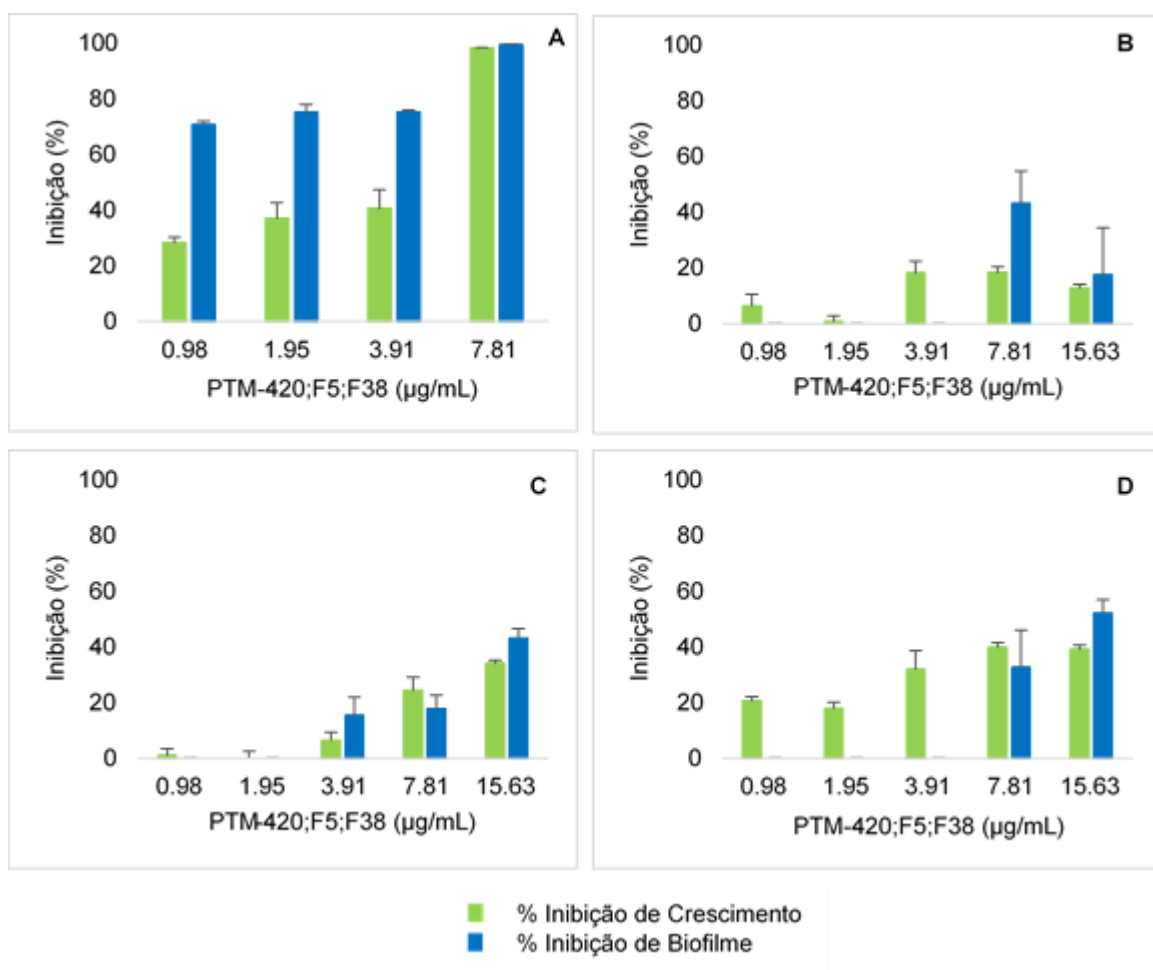 A
100
80
60
40
20
0
Inibição (%)
0.98 1.95 3.91 7.81
PTM-420;F5;F38 (µg/mL)
B
100
80
60
40
20
0
Inibição (%)
0.98 1.95 3.91 7.81 15.63
PTM-420;F5;F38 (µg/mL)
C
100
80
60
40
20
0
Inibição (%)
0.98 1.95 3.91 7.81 15.63
PTM-420;F5;F38 (µg/mL)
D
100
80
60
40
20
0
Inibição (%)
0.98 1.95 3.91 7.81 15.63
PTM-420;F5;F38 (µg/mL)
% Inibição de Crescimento
% Inibição de Biofilme